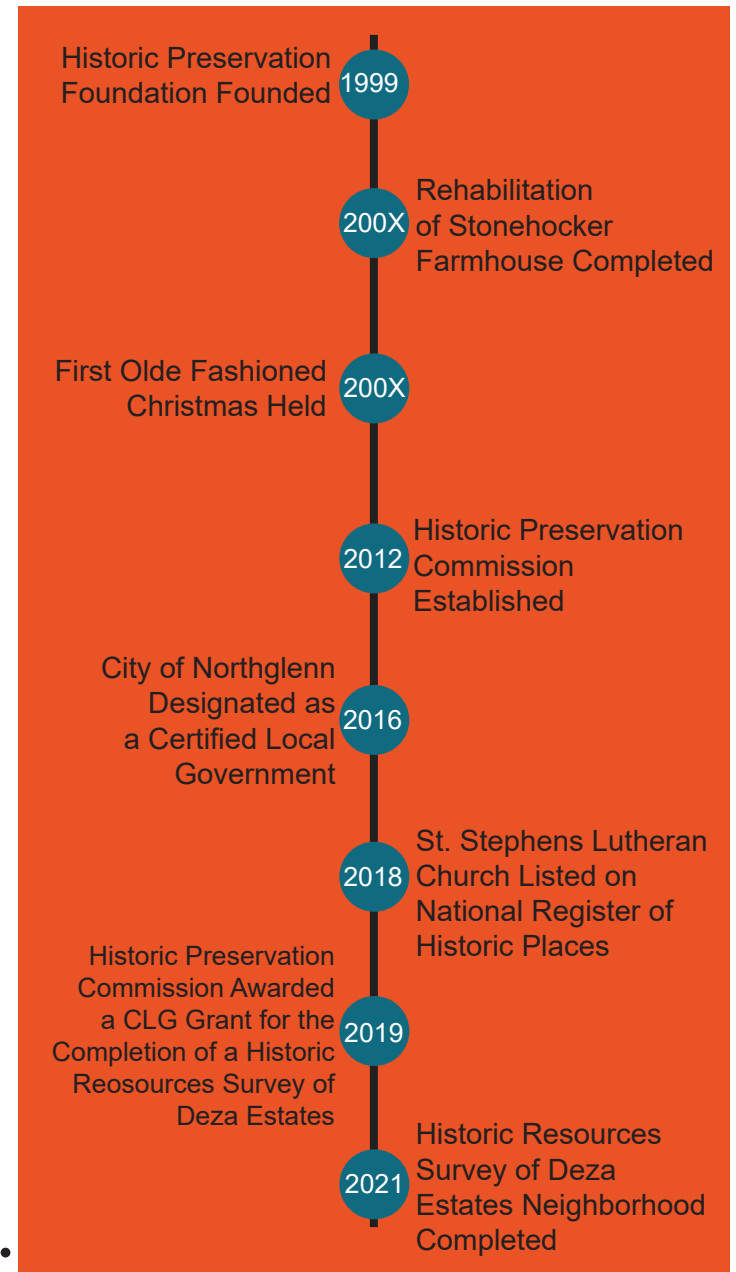 Historic Preservation
Foundation Founded
1999
200X
Rehabilitation
of Stonehocker
Farmhouse Completed
First Olde Fashioned
Christmas Held
200X
2012
Historic Preservation
Commission
Established
City of Northglenn
Designated as
a Certified Local
Government
2016
2018
St. Stephens Lutheran
Church Listed on
National Register of
Historic Places
Historic Preservation
Commission Awarded
a CLG Grant for the
Completion of a Historic
Reosources Survey of
Deza Estates
2019
2021
Historic Resources
Survey of Deza
Estates Neighborhood
Completed